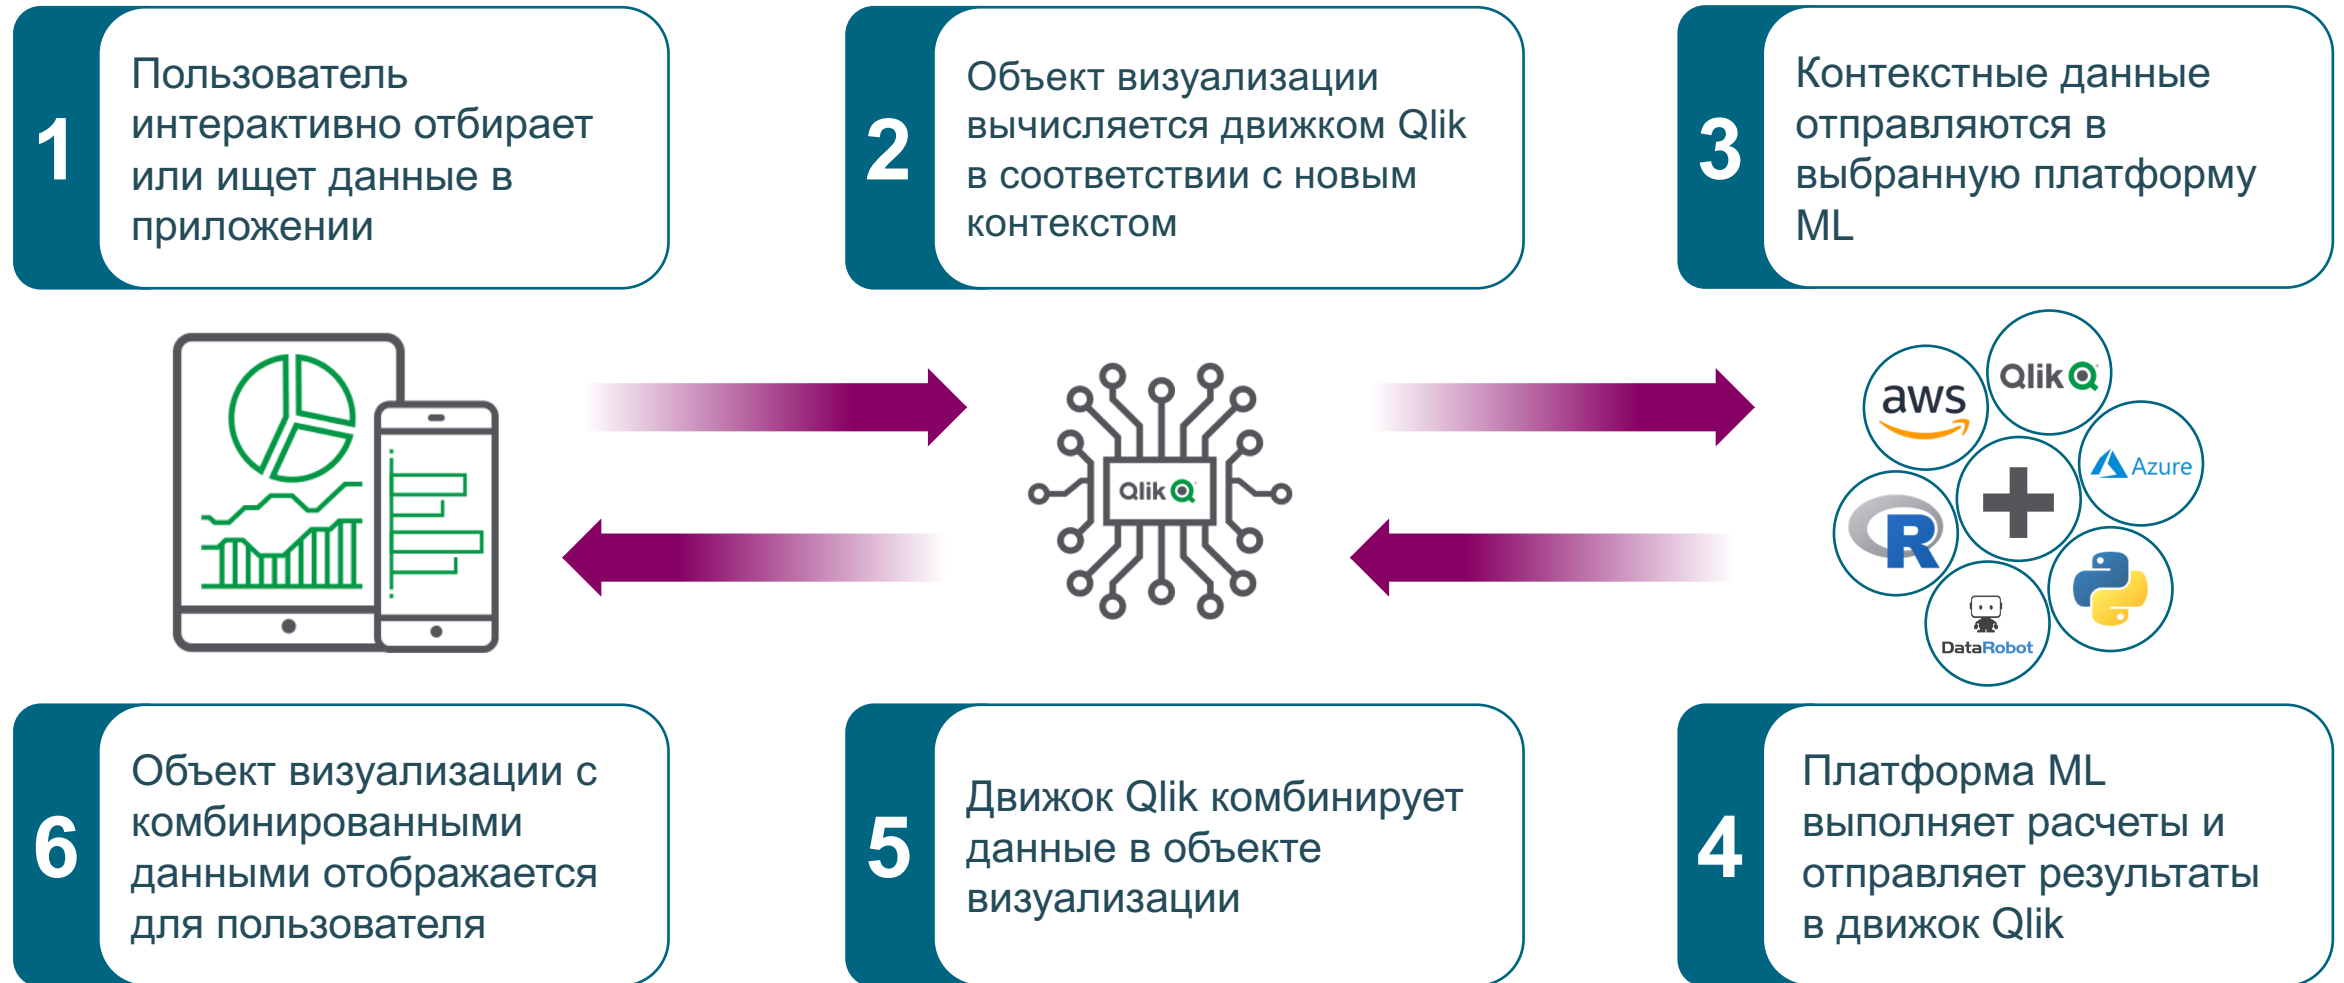 1
Пользователь
интерактивно отбирает
или ищет данные в
приложении
2
Объект визуализации
вычисляется движком Qlik
в соответствии с новым
контекстом
3
Контекстные данные
отправляются в
выбранную платформу
ML
Qlik
aws
Qlik
Azure
R
DataRobot
6
Объект визуализации с
комбинированными
данными отображается
для пользователя
5
Движок Qlik комбинирует
данные в объекте
визуализации
4
Платформа ML
выполняет расчеты и
отправляет результаты
в движок Qlik